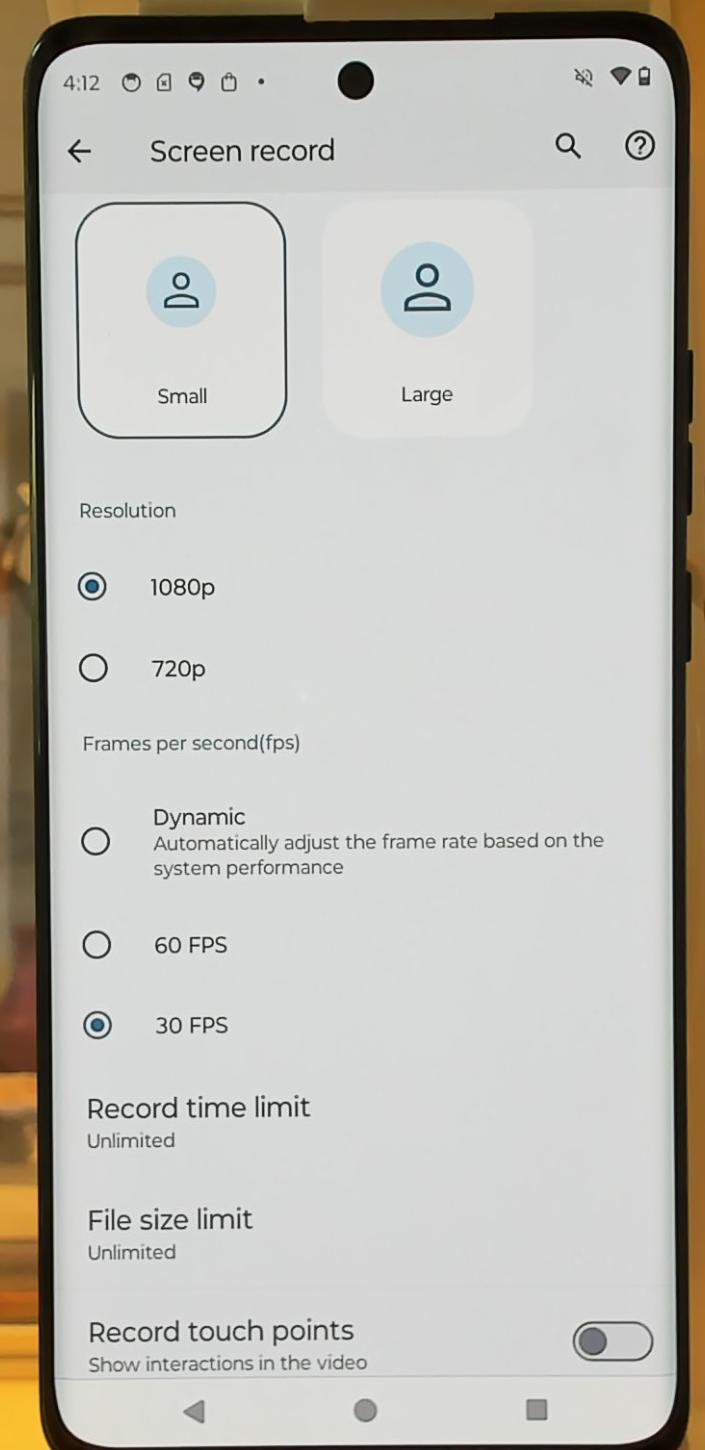 4:12
Screen record
Small
Large
Resolution
1080p
720p
Frames per second(fps)
Dynamic
Automatically adjust the frame rate based on the
system performance
60 FPS
30 FPS
Record time limit
Unlimited
File size limit
Unlimited
Record touch points
Show interactions in the video